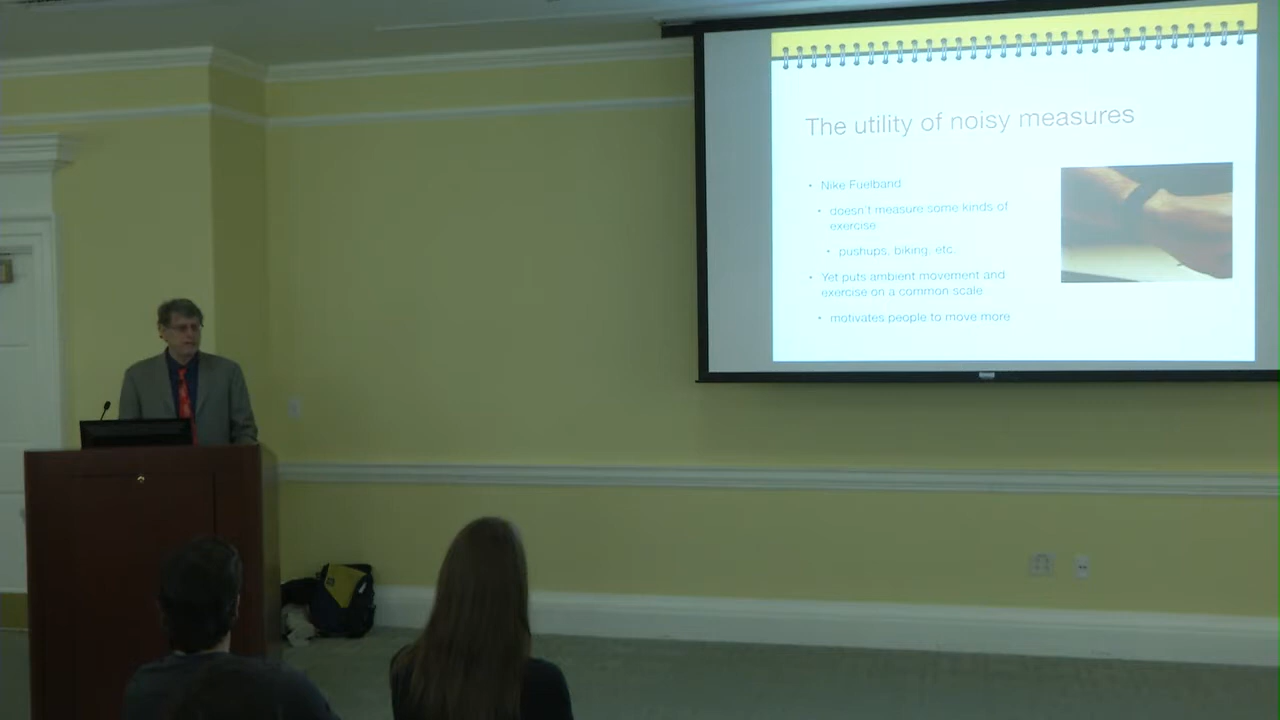 The utility of noisy measures
• Nike Fuelband
• doesn't measure some kinds of
exercise
• pushups, biking, etc.
• Yet puts ambient movement and
exercise on a common scale
• motivates people to move more